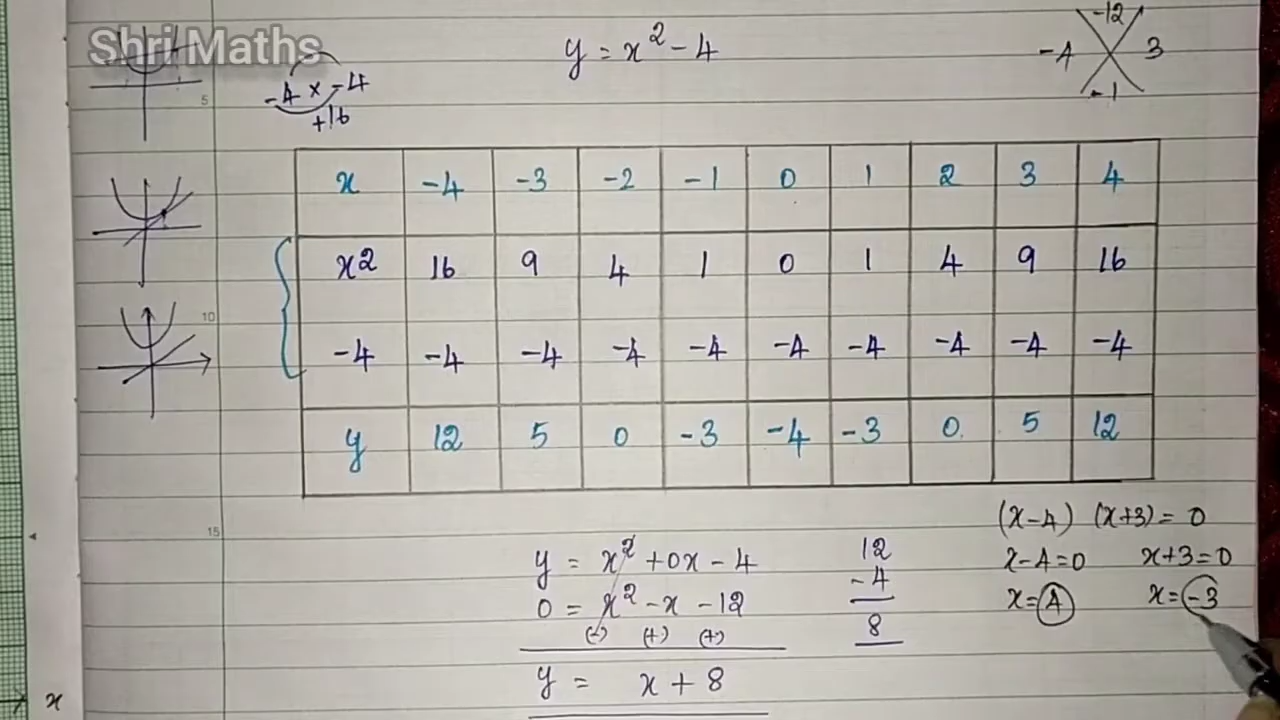 Shri Maths
y = x² - 4
-12
-4 3
-1
-4 × -4
+16
5
x -4 -3 -2 -1 0 1 2 3 4
x2 16 9 4 1 0 1 4 9 16
10
-4 -4 -4 -4 -4 -4 -4 -4 -4 -4
y 12 5 0 -3 -4 -3 0 5 12
15
y = x² + 0x - 4
0 = x² - x - 12
(-) (+) (+)
y = x + 8
12
-4
8
(x-4) (x+3) = 0
x-4=0 x+3=0
x=4 x=-3
x